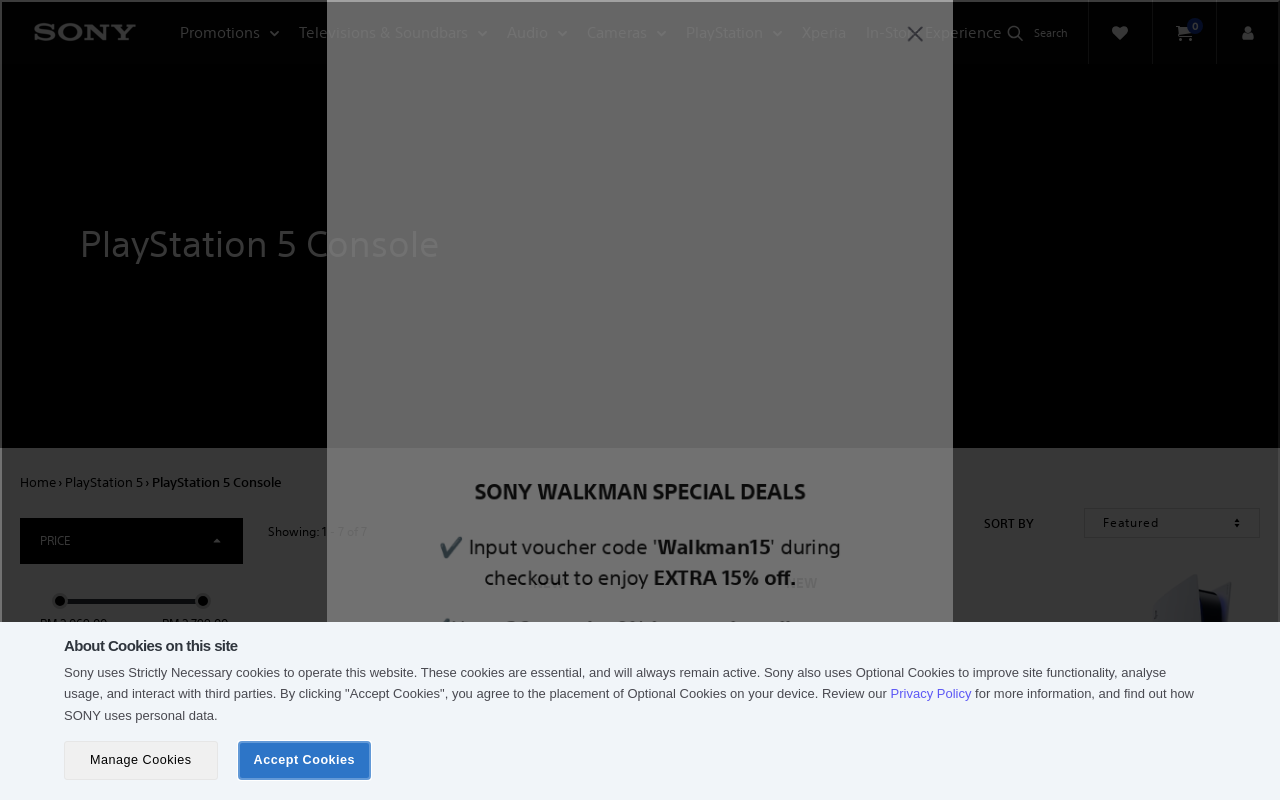 SONY
Promotions
Televisions & Soundbars
Audio
Cameras
PlayStation
Xperia
In-Store Experience
Search
0
PlayStation 5 Console
Home › PlayStation 5 › PlayStation 5 Console
PRICE
Showing: 1 - 7 of 7
SORT BY
Featured
SONY WALKMAN SPECIAL DEALS
✔ Input voucher code 'Walkman15' during
checkout to enjoy EXTRA 15% off.
About Cookies on this site
Sony uses Strictly Necessary cookies to operate this website. These cookies are essential, and will always remain active. Sony also uses Optional Cookies to improve site functionality, analyse
usage, and interact with third parties. By clicking "Accept Cookies", you agree to the placement of Optional Cookies on your device. Review our Privacy Policy for more information, and find out how
SONY uses personal data.
Manage Cookies
Accept Cookies